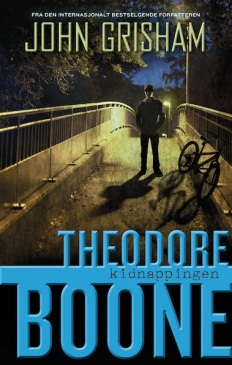 FRA DEN INTERNASJONALT BESTSELGENDE FORFATTEREN
JOHN GRISHAM
THEODORE
kidnappingen
BOONE